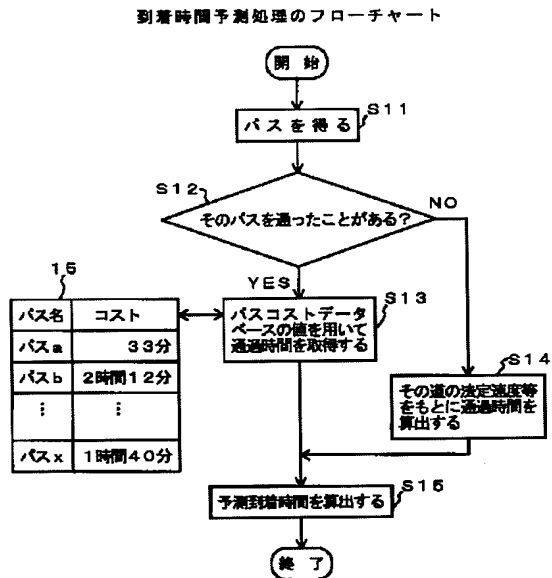 到着時間予測処理のフローチャート
開始
S11
パスを得る
S12
そのパスを通ったことがある?
NO
YES
S13
パスコストデータ
ベースの値を用いて
通過時間を取得する
15
パス名 コスト
パスa 33分
パスb 2時間12分
⋮ ⋮
パスx 1時間40分
S14
その道の法定速度等
をもとに通過時間を
算出する
S15
予測到着時間を算出する
終了